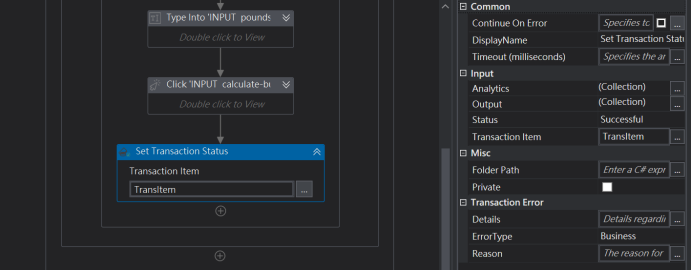 Type Into 'INPUT pounds
Double click to View
Click 'INPUT calculate-bu
Double click to View
Set Transaction Status
Transaction Item
TransItem
...
Common
Continue On Error Specifies to ...
DisplayName Set Transaction Statu
Timeout (milliseconds) Specifies the ar ...
Input
Analytics (Collection) ...
Output (Collection) ...
Status Successful
Transaction Item TransItem ...
Misc
Folder Path Enter a C# expr ...
Private
Transaction Error
Details Details regardin ...
ErrorType Business
Reason The reason for ...